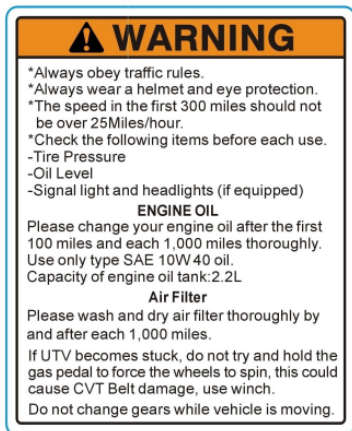 WARNING
*Always obey traffic rules.
*Always wear a helmet and eye protection.
*The speed in the first 300 miles should not
be over 25Miles/hour.
*Check the following items before each use.
-Tire Pressure
-Oil Level
-Signal light and headlights (if equipped)
ENGINE OIL
Please change your engine oil after the first
100 miles and each 1,000 miles thoroughly.
Use only type SAE 10W40 oil.
Capacity of engine oil tank:2.2L
Air Filter
Please wash and dry air filter thoroughly by
and after each 1,000 miles.
If UTV becomes stuck, do not try and hold the
gas pedal to force the wheels to spin, this could
cause CVT Belt damage, use winch.
Do not change gears while vehicle is moving.